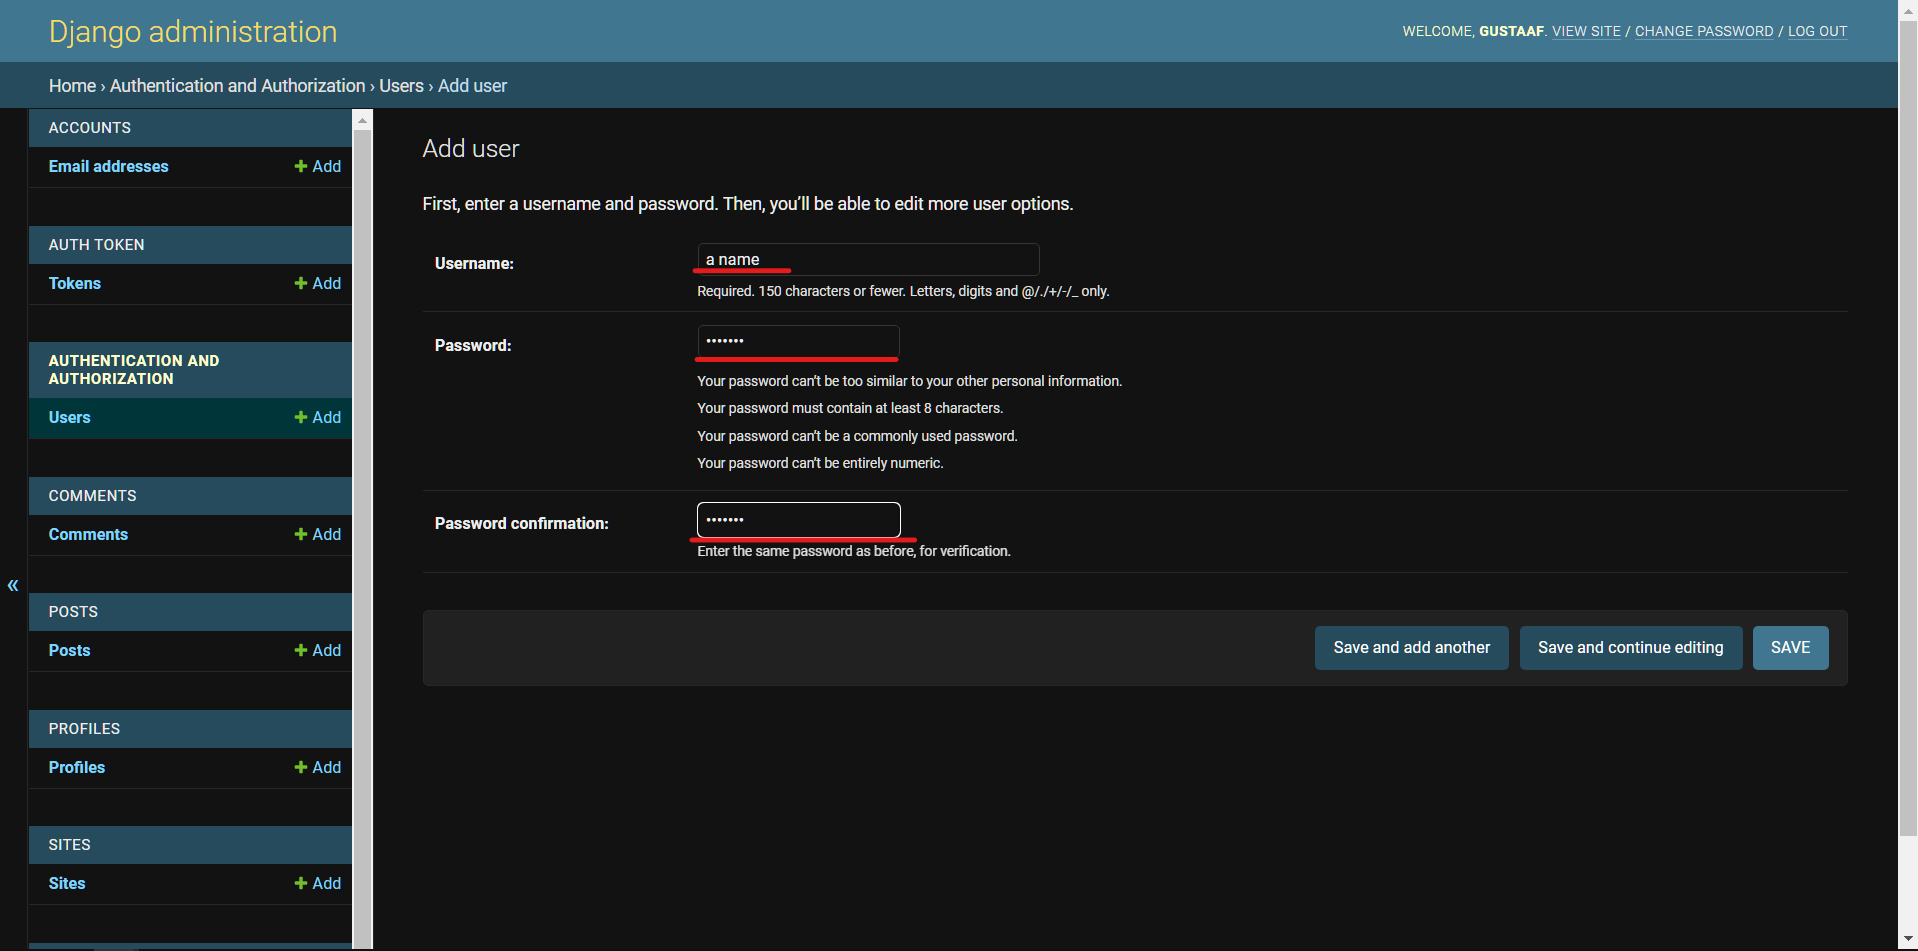 Django administration
WELCOME, GUSTAAF. VIEW SITE / CHANGE PASSWORD / LOG OUT
Home › Authentication and Authorization › Users › Add user
ACCOUNTS
Email addresses
Add
AUTH TOKEN
Tokens
Add
AUTHENTICATION AND
AUTHORIZATION
Users
Add
COMMENTS
Comments
Add
POSTS
Posts
Add
PROFILES
Profiles
Add
SITES
Sites
Add
«
Add user
First, enter a username and password. Then, you’ll be able to edit more user options.
Username:
a name
Required. 150 characters or fewer. Letters, digits and @/./+/-/_ only.
Password:
•••••••
Your password can’t be too similar to your other personal information.
Your password must contain at least 8 characters.
Your password can’t be a commonly used password.
Your password can’t be entirely numeric.
Password confirmation:
•••••••
Enter the same password as before, for verification.
Save and add another
Save and continue editing
SAVE